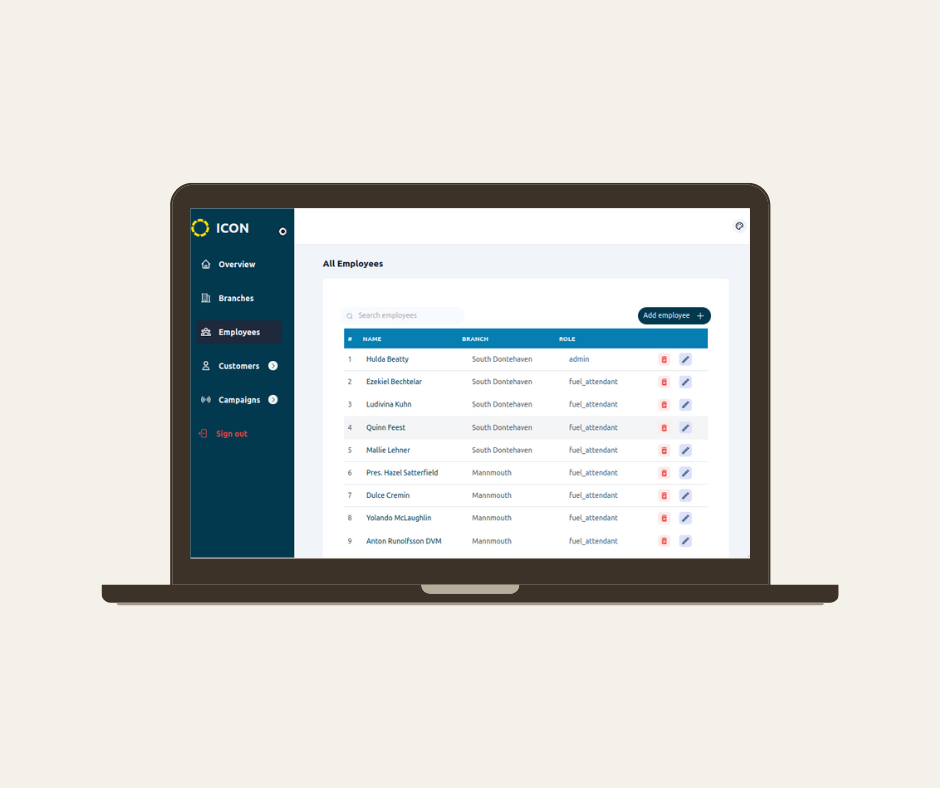 ICON
Overview
Branches
Employees
Customers
Campaigns
Sign out
All Employees
Search employees
Add employee +
# NAME BRANCH ROLE
1 Hulda Beatty South Dontehaven admin
2 Ezekiel Bechtelar South Dontehaven fuel_attendant
3 Ludivina Kuhn South Dontehaven fuel_attendant
4 Quinn Feest South Dontehaven fuel_attendant
5 Mallie Lehner South Dontehaven fuel_attendant
6 Pres. Hazel Satterfield Mannmouth fuel_attendant
7 Dulce Cremin Mannmouth fuel_attendant
8 Yolando McLaughlin Mannmouth fuel_attendant
9 Anton Runolfsson DVM Mannmouth fuel_attendant